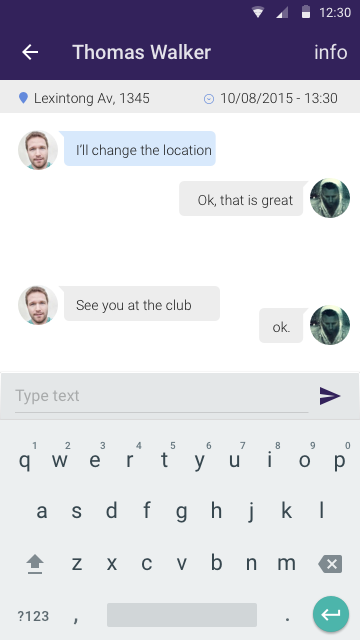 12:30
Thomas Walker info
Lexintong Av, 1345 10/08/2015 - 13:30
I'll change the location
Ok, that is great
See you at the club
ok.
Type text
1 2 3 4 5 6 7 8 9 0
q w e r t y u i o p
a s d f g h j k l
z x c v b n m
?123 , .